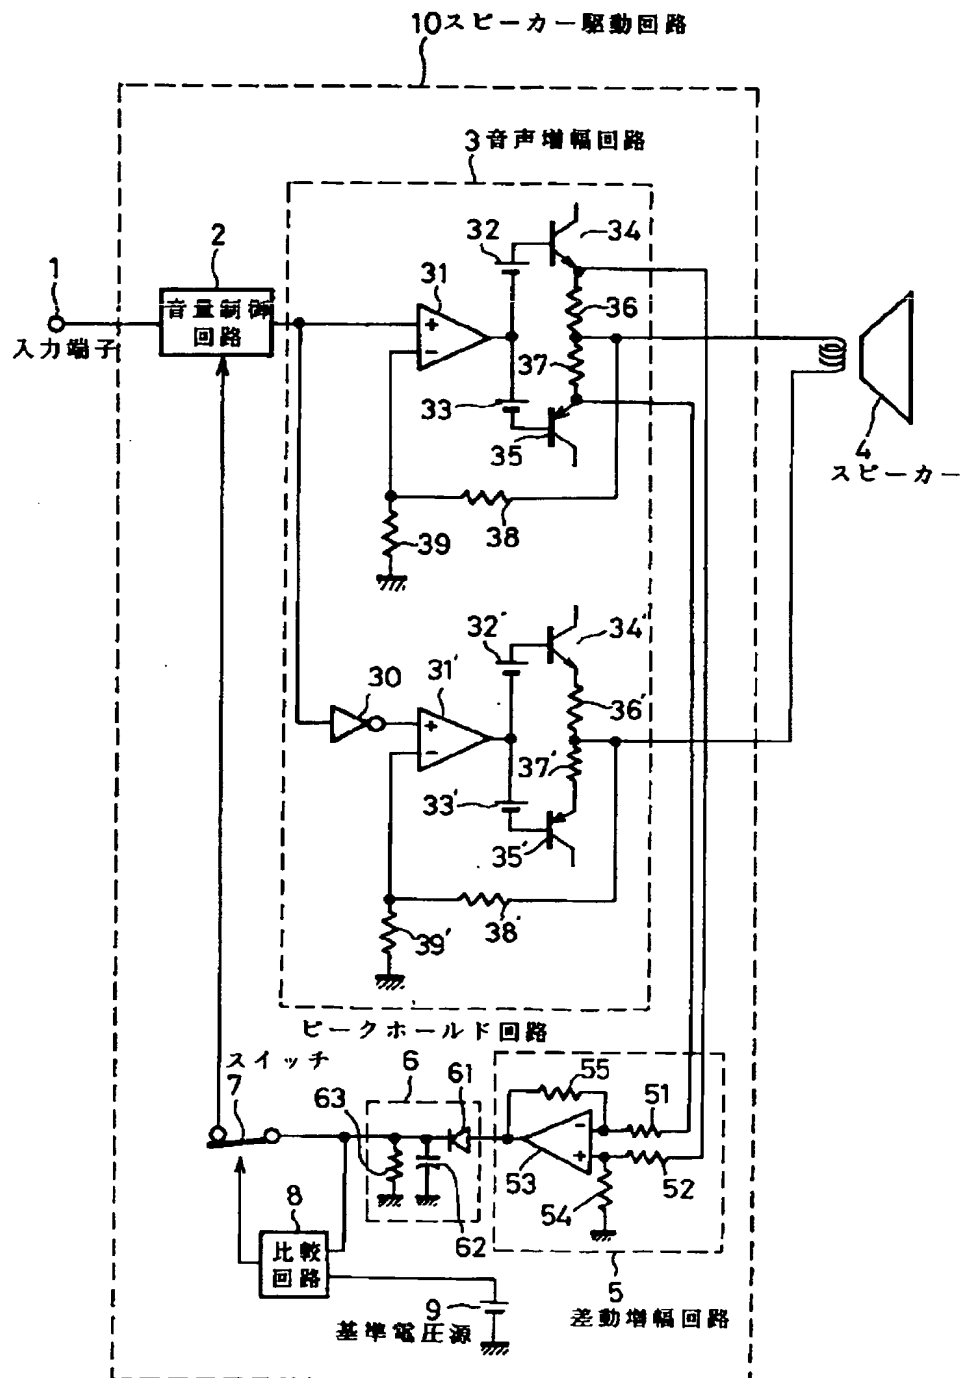 10スピーカー駆動回路
3音声増幅回路
32
34
2
1
31
音量制御
回路
36
入力端子
37
33
35
4
スピーカー
38
39
32'
34'
30
31'
36'
37'
33'
35'
38'
39'
ピークホールド回路
スイッチ
6
61
55
7
63
51
53
52
54
8
62
比較
回路
5
9
差動増幅回路
基準電圧源